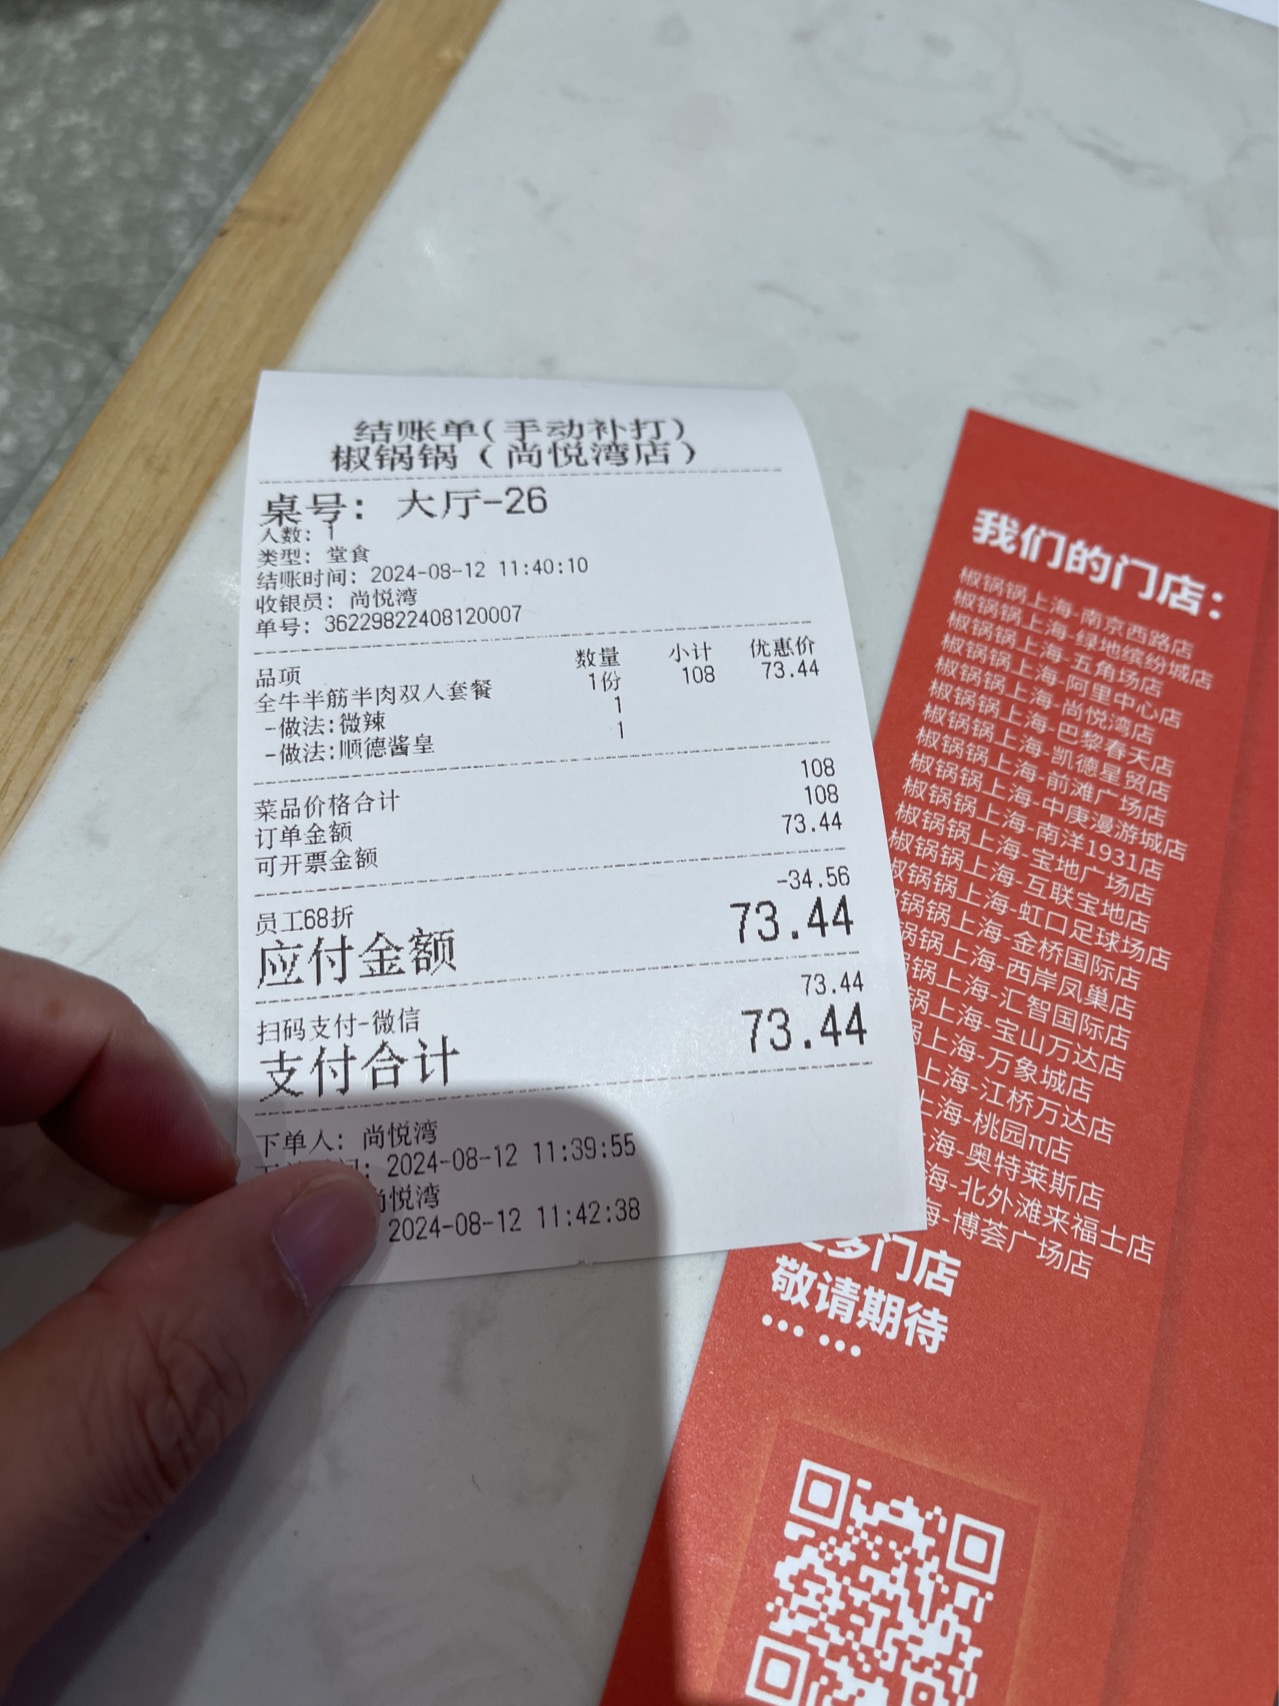 结账单(手动补打)
椒锅锅（尚悦湾店）
桌号: 大厅-26
人数: 1
类型: 堂食
结账时间: 2024-08-12 11:40:10
收银员: 尚悦湾
单号: 36229822408120007
品项 数量 小计 优惠价
全牛半筋半肉双人套餐 1份 108 73.44
-做法:微辣 1
-做法:顺德酱皇 1
菜品价格合计 108
订单金额 108
可开票金额 73.44
员工68折 -34.56
应付金额 73.44
扫码支付-微信 73.44
支付合计 73.44
下单人: 尚悦湾
2024-08-12 11:39:55
尚悦湾
2024-08-12 11:42:38
我们的门店:
椒锅锅上海-南京西路店
椒锅锅上海-绿地缤纷城店
椒锅锅上海-五角场店
椒锅锅上海-阿里中心店
椒锅锅上海-尚悦湾店
椒锅锅上海-巴黎春天店
椒锅锅上海-凯德星贸店
椒锅锅上海-前滩广场店
椒锅锅上海-中庚漫游城店
椒锅锅上海-南洋1931店
椒锅锅上海-宝地广场店
椒锅锅上海-互联宝地店
椒锅锅上海-虹口足球场店
锅锅上海-金桥国际店
锅锅上海-西岸凤巢店
锅上海-汇智国际店
锅上海-宝山万达店
上海-万象城店
上海-江桥万达店
上海-桃园π店
海-奥特莱斯店
海-北外滩来福士店
海-博荟广场店
多门店
敬请期待
……